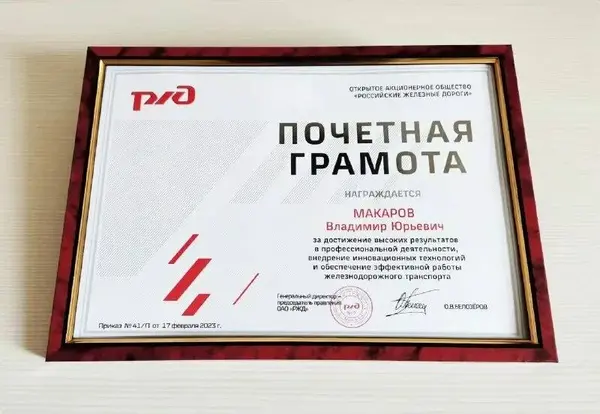 РЖД
ОТКРЫТОЕ АКЦИОНЕРНОЕ ОБЩЕСТВО
«РОССИЙСКИЕ ЖЕЛЕЗНЫЕ ДОРОГИ»
ПОЧЕТНАЯ
ГРАМОТА
НАГРАЖДАЕТСЯ
МАКАРОВ
Владимир Юрьевич
за достижение высоких результатов
в профессиональной деятельности,
внедрение инновационных технологий
и обеспечение эффективной работы
железнодорожного транспорта
Генеральный директор –
председатель правления
ОАО «РЖД»
О.В.БЕЛОЗЁРОВ
Приказ № 41/П от 17 февраля 2023 г.